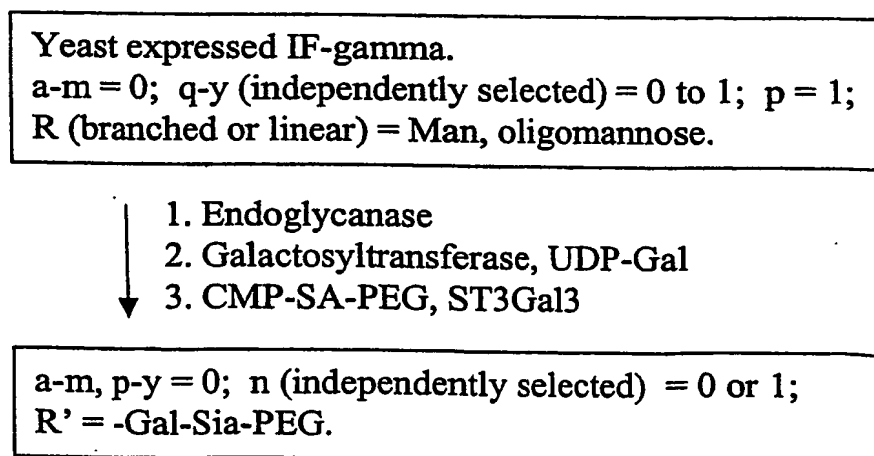 Yeast expressed IF-gamma.
a-m = 0; q-y (independently selected) = 0 to 1; p = 1;
R (branched or linear) = Man, oligomannose.
1. Endoglycanase
2. Galactosyltransferase, UDP-Gal
3. CMP-SA-PEG, ST3Gal3
a-m, p-y = 0; n (independently selected) = 0 or 1;
R’ = -Gal-Sia-PEG.